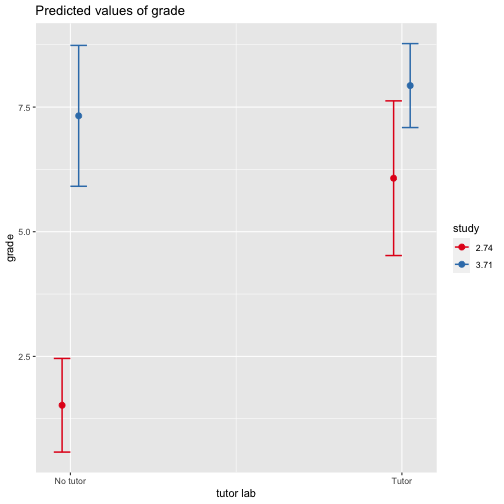 Predicted values of grade
7.5
5.0
2.5
grade
No tutor
Tutor
tutor lab
study
2.74
3.71